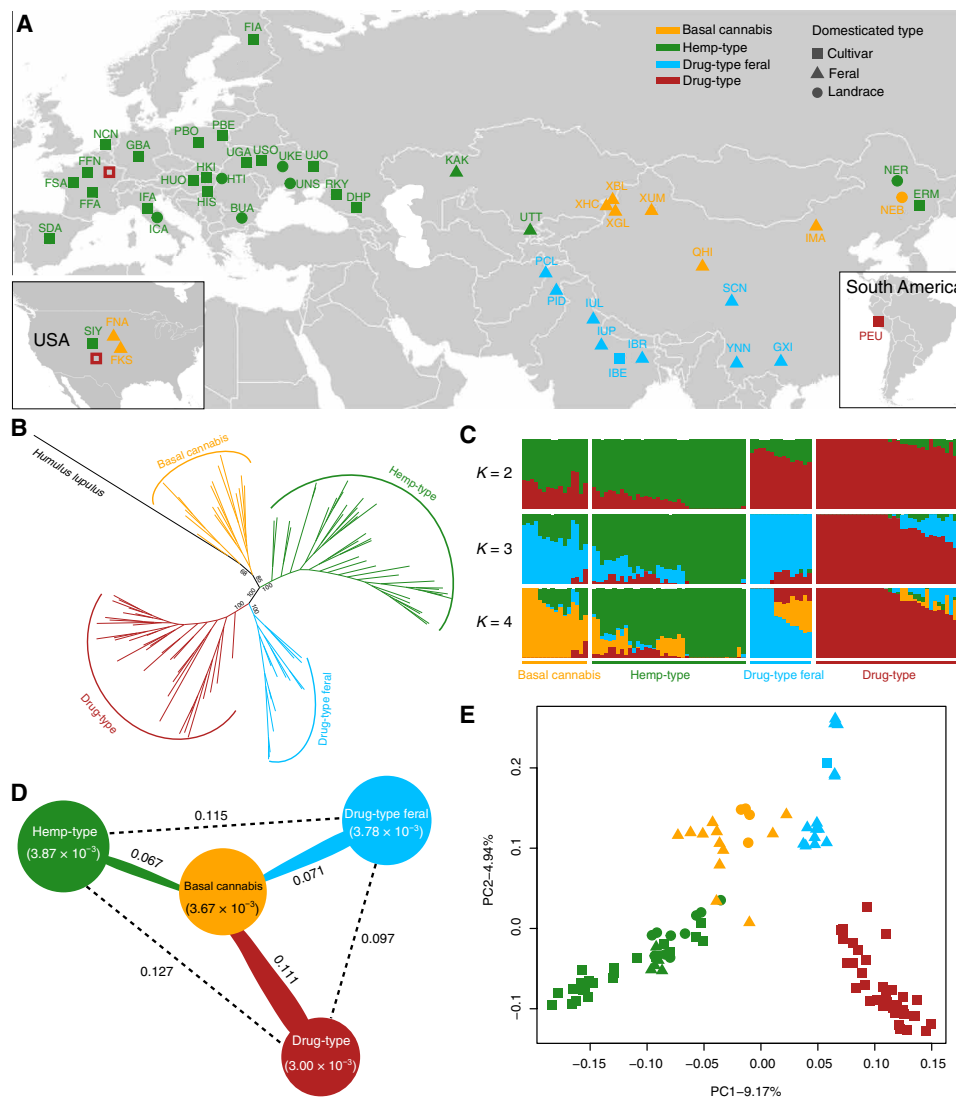 A
FIA
Basal cannabis
Hemp-type
Drug-type feral
Drug-type
Domesticated type
Cultivar
Feral
Landrace
NCN
PBO
PBE
GBA
UGA
USO
UKE
UJO
FFN
FSA
FFA
HKI
HUO
HTI
HIS
UNS
RKY
DHP
IFA
ICA
BUA
SDA
KAK
UTT
XBL
XHC
XGL
XUM
NER
NEB
ERM
IMA
QHI
PCL
PID
SCN
IUL
IUP
IBR
IBE
YNN
GXI
USA
SIY
FNA
FKS
South America
PEU
B
Humulus lupulus
Basal cannabis
Hemp-type
Drug-type
Drug-type feral
68
85
100
100
100
100
C
K = 2
K = 3
K = 4
Basal cannabis
Hemp-type
Drug-type feral
Drug-type
D
Hemp-type
(3.87 × 10⁻³)
Drug-type feral
(3.78 × 10⁻³)
Basal cannabis
(3.67 × 10⁻³)
Drug-type
(3.00 × 10⁻³)
0.115
0.067
0.071
0.097
0.127
0.111
E
PC2−4.94%
0.2
0.1
0.0
−0.1
−0.15
−0.10
−0.05
0.00
0.05
0.10
0.15
PC1−9.17%